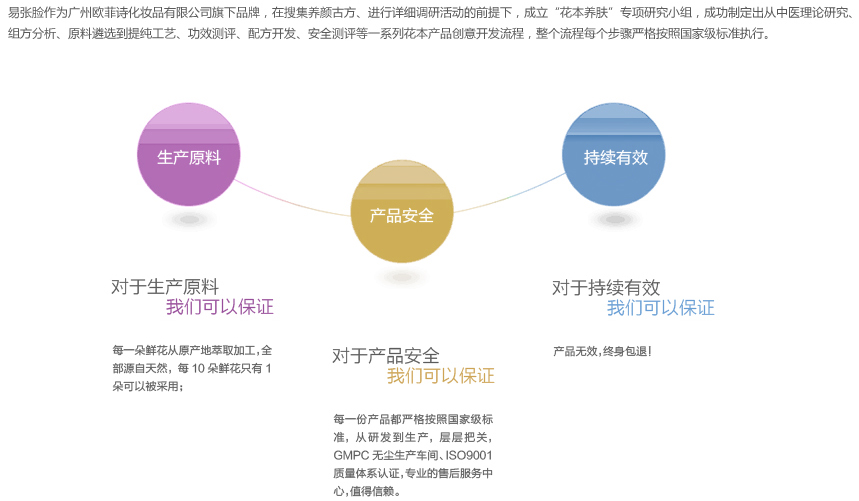 易张脸作为广州欧菲诗化妆品有限公司旗下品牌，在搜集养颜古方、进行详细调研活动的前提下，成立“花本养肤”专项研究小组，成功制定出从中医理论研究、
组方分析、原料遴选到提纯工艺、功效测评、配方开发、安全测评等一系列花本产品创意开发流程，整个流程每个步骤严格按照国家级标准执行。
生产原料
产品安全
持续有效
对于生产原料
我们可以保证
每一朵鲜花从原产地萃取加工，全
部源自天然，每 10 朵鲜花只有 1
朵可以被采用；
对于产品安全
我们可以保证
每一份产品都严格按照国家级标
准，从研发到生产，层层把关，
GMPC 无尘生产车间、ISO9001
质量体系认证，专业的售后服务中
心，值得信赖。
对于持续有效
我们可以保证
产品无效，终身包退！